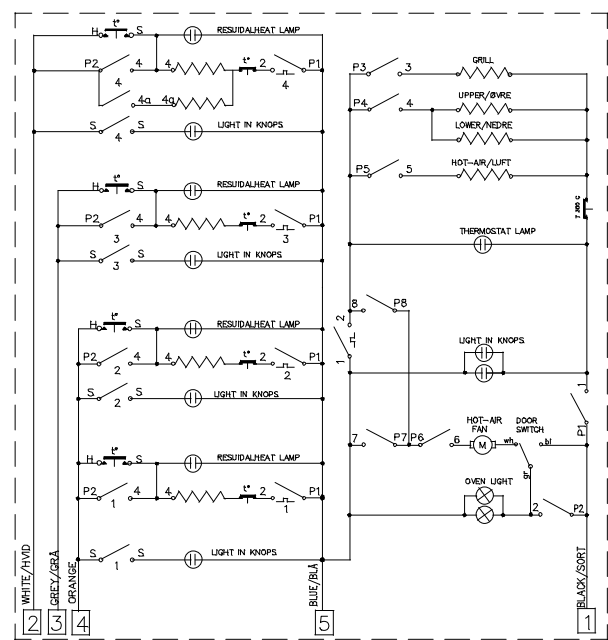 H t° S RESUIDALHEAT LAMP
P2 4 4 t° 2 P1
4 4
4a 4a
S S LIGHT IN KNOPS.
4
H t° S RESUIDALHEAT LAMP
P2 4 4 t° 2 P1
3 3
S S LIGHT IN KNOPS
3
H t° S RESUIDALHEAT LAMP
P2 4 4 t° 2 P1
2 2
S S LIGHT IN KNOPS
2
H t° S RESUIDALHEAT LAMP
P2 4 4 t° 2 P1
1 1
S S LIGHT IN KNOPS
1
WHITE/HVID
GREY/GRÅ
ORANGE
BLUE/BLÅ
2 3 4 5
GRILL
P3 3
UPPER/ØVRE
P4 4
LOWER/NEDRE
HOT-AIR/LUFT
P5 5
T 300 C
THERMOSTAT LAMP
8 P8
2
1
LIGHT IN KNOPS.
1
P1
HOT-AIR FAN
DOOR SWITCH
7 P7 P6 6 M wh bl
gr
OVEN LIGHT
2 P2
BLACK/SORT
1